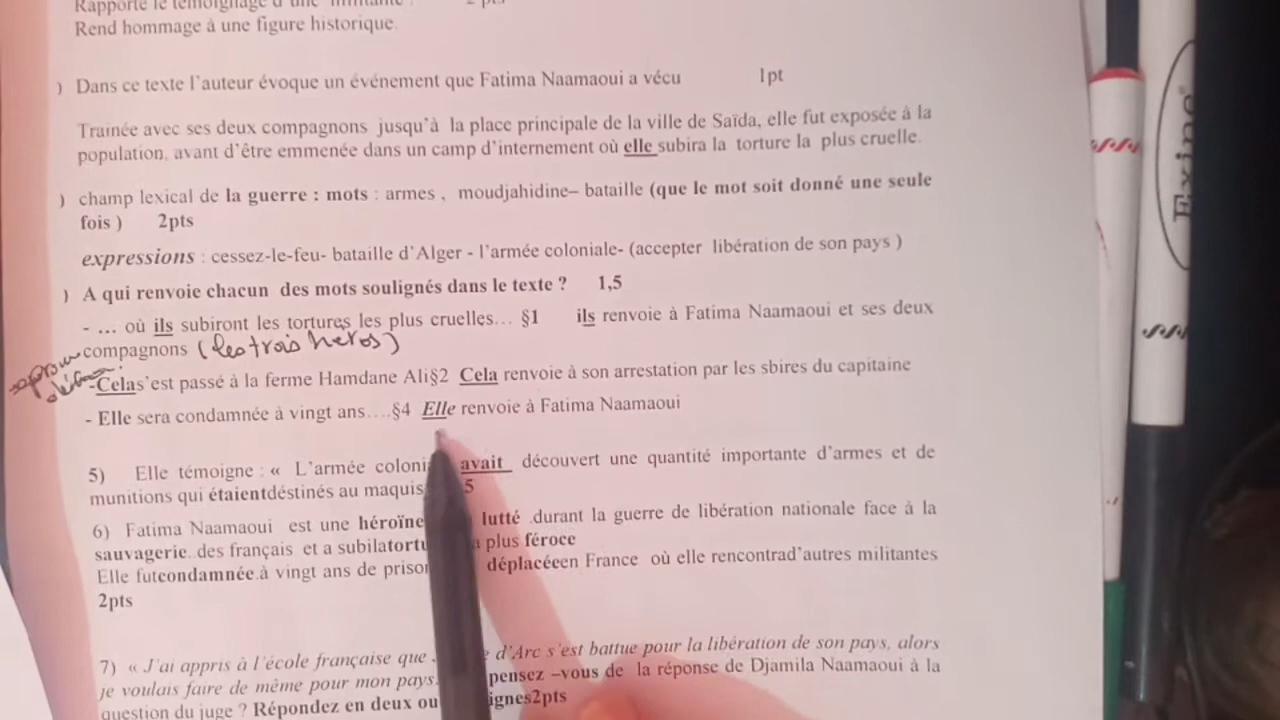 Rapporte le témoignage d'une militante . 2 pts
Rend hommage à une figure historique.
) Dans ce texte l'auteur évoque un événement que Fatima Naamaoui a vécu 1pt
Trainée avec ses deux compagnons jusqu'à la place principale de la ville de Saïda, elle fut exposée à la
population, avant d'être emmenée dans un camp d'internement où elle subira la torture la plus cruelle.
) champ lexical de la guerre : mots : armes , moudjahidine– bataille (que le mot soit donné une seule
fois ) 2pts
expressions : cessez-le-feu- bataille d'Alger - l'armée coloniale- (accepter libération de son pays )
) A qui renvoie chacun des mots soulignés dans le texte ? 1,5
- … où ils subiront les tortures les plus cruelles… §1 ils renvoie à Fatima Naamaoui et ses deux
compagnons (les trois héros)
-Celas'est passé à la ferme Hamdane Ali§2 Cela renvoie à son arrestation par les sbires du capitaine
- Elle sera condamnée à vingt ans….§4 Elle renvoie à Fatima Naamaoui
5) Elle témoigne : « L'armée coloni avait découvert une quantité importante d'armes et de
munitions qui étaientdéstinés au maquis 5
6) Fatima Naamaoui est une héroïne lutté .durant la guerre de libération nationale face à la
sauvagerie..des français et a subilatortu a plus féroce
Elle futcondamnée.à vingt ans de prison déplacéeen France où elle rencontrad'autres militantes
2pts
7) « J'ai appris à l'école française que d'Arc s'est battue pour la libération de son pays, alors
je voulais faire de même pour mon pays. pensez –vous de la réponse de Djamila Naamaoui à la
question du juge ? Répondez en deux ou ignes2pts
Exing